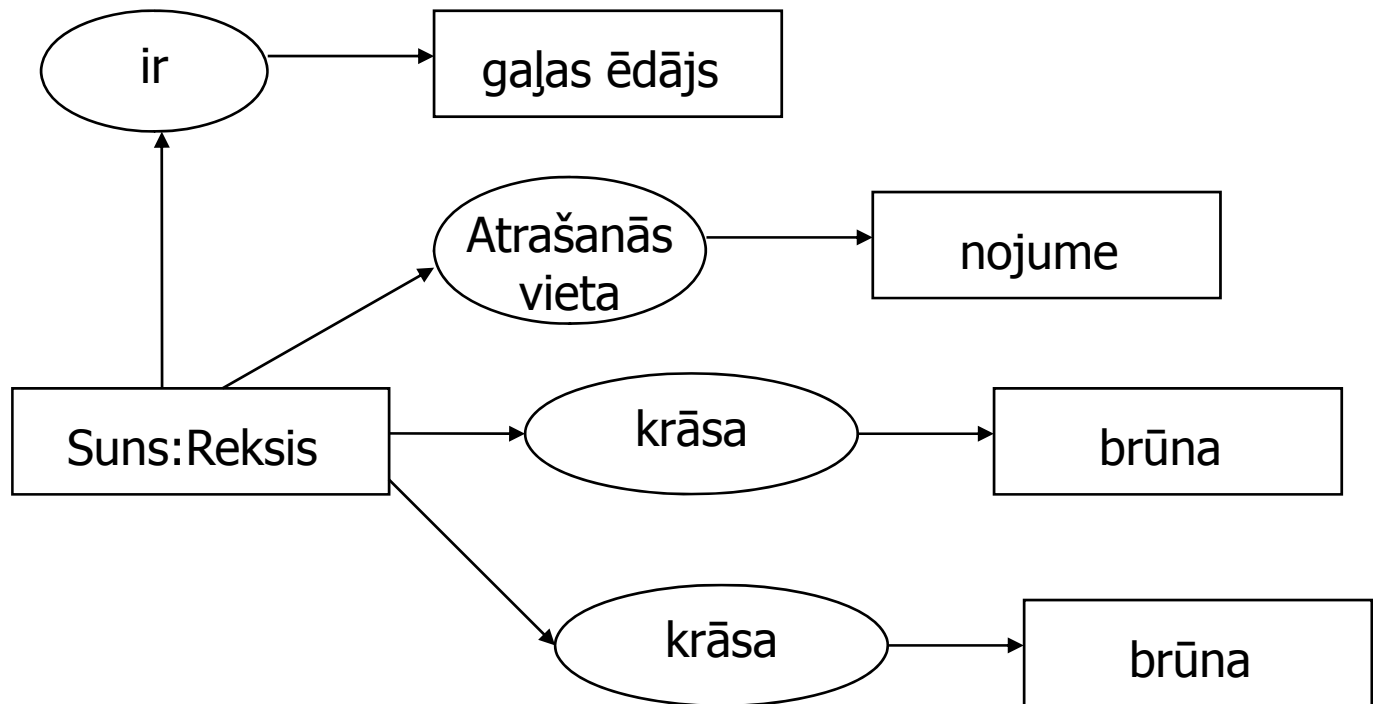 ir
gaļas ēdājs
Atrašanās
vieta
nojume
Suns:Reksis
krāsa
brūna
krāsa
brūna